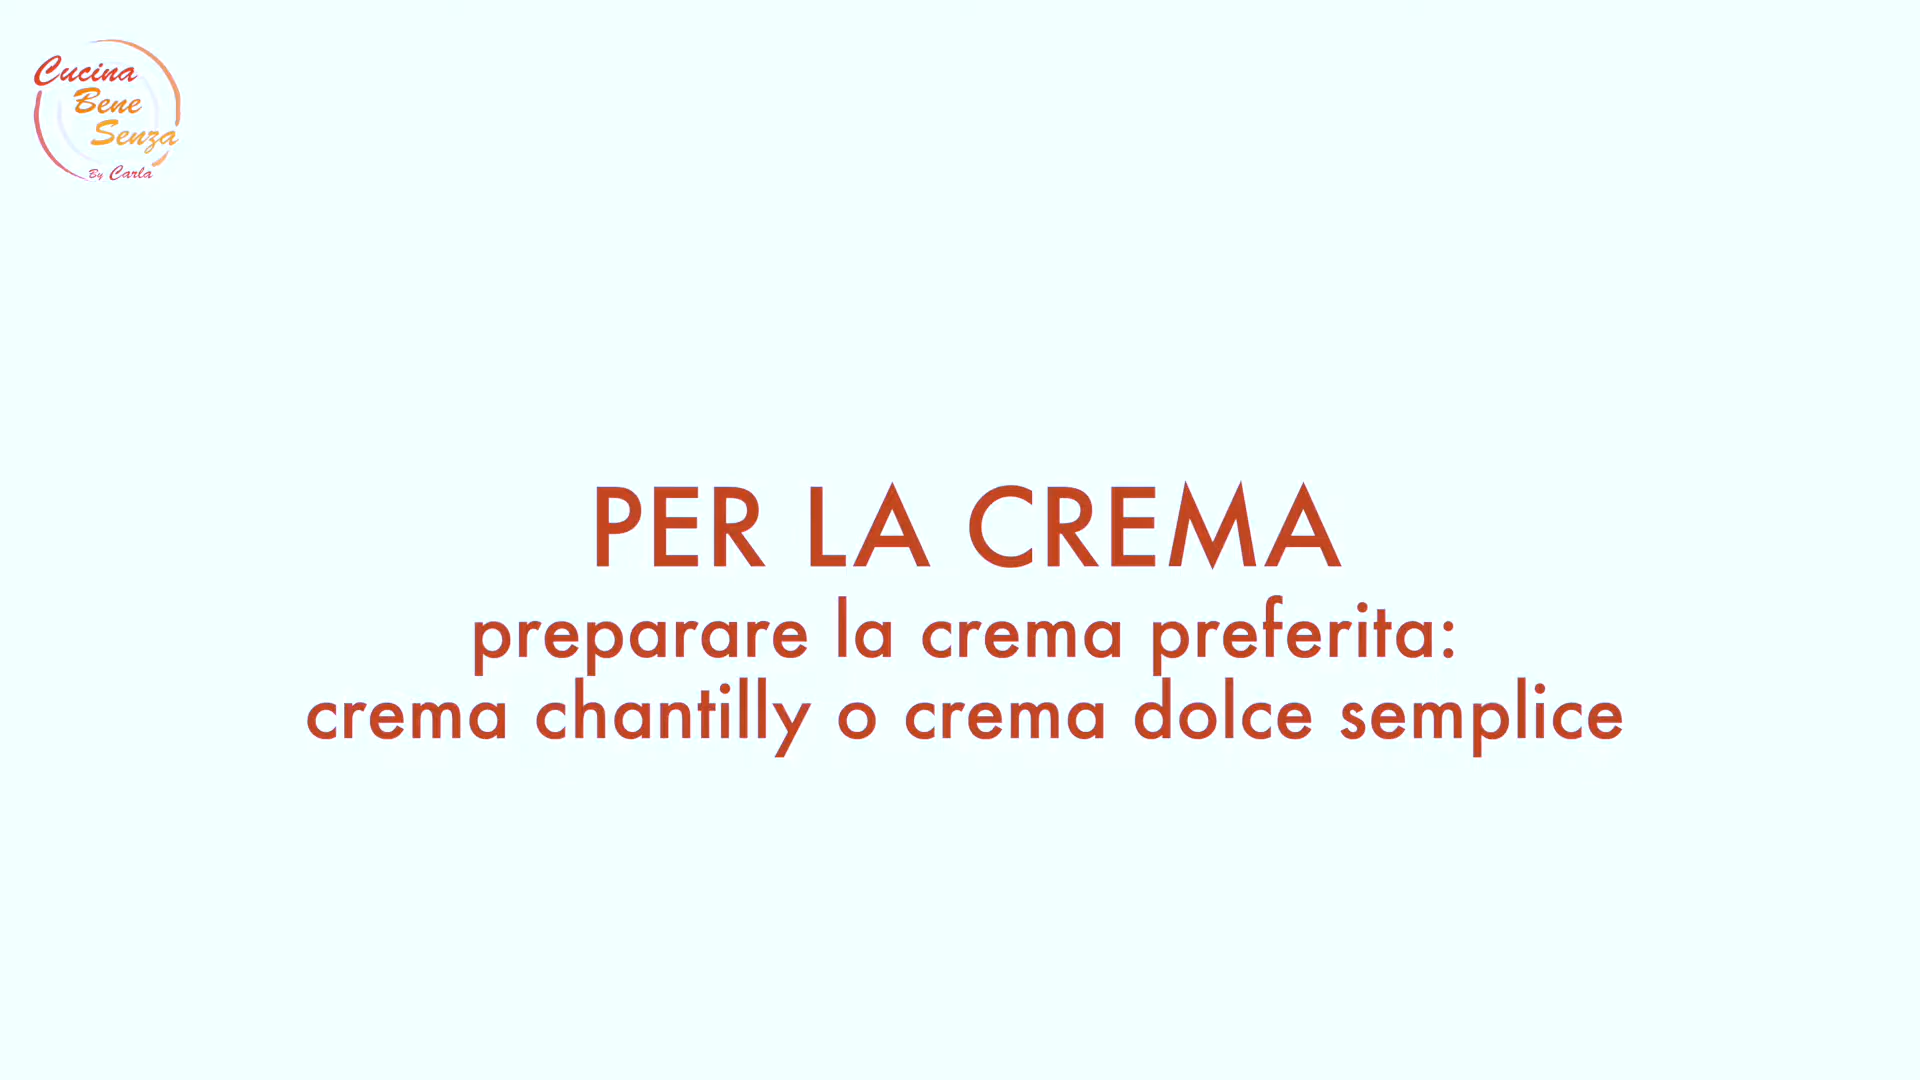 Cucina
Bene
Senza
By Carla
PER LA CREMA
preparare la crema preferita:
crema chantilly o crema dolce semplice